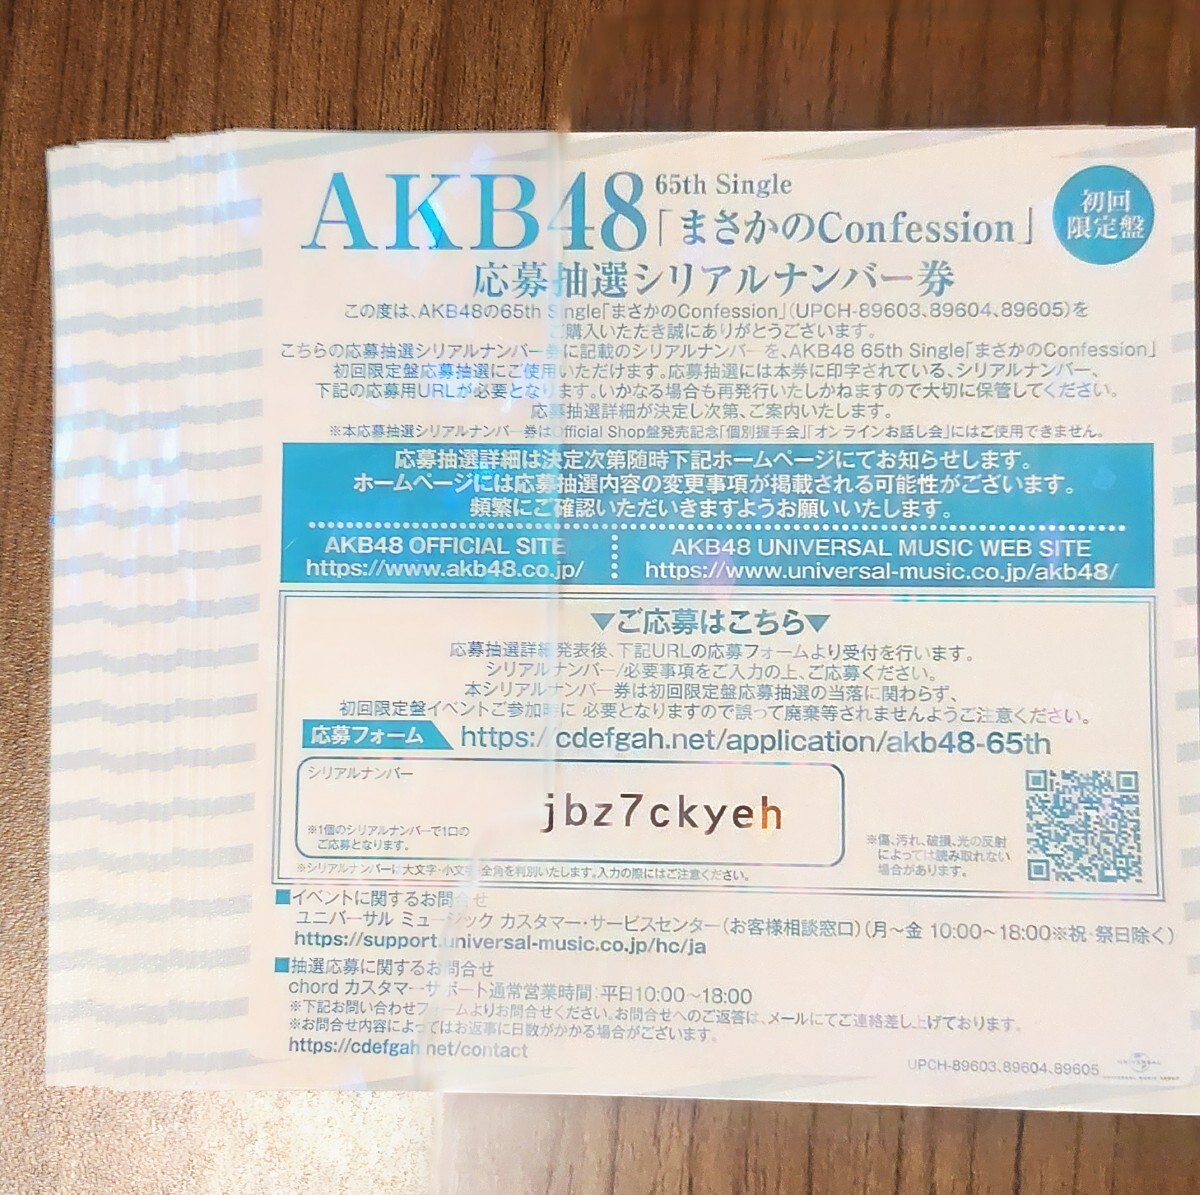 AKB48 65th Single
「まさかのConfession」
初回
限定盤
応募抽選シリアルナンバー券
この度は、AKB48の65th Single「まさかのConfession」(UPCH-89603、89604、89605)を
ご購入いただき誠にありがとうございます。
こちらの応募抽選シリアルナンバー券に記載のシリアルナンバーを、AKB48 65th Single「まさかのConfession」
初回限定盤応募抽選にご使用いただけます。応募抽選には本券に印字されている、シリアルナンバー、
下記の応募用URLが必要となります。いかなる場合も再発行いたしかねますので大切に保管してください。
応募抽選詳細が決定し次第、ご案内いたします。
※本応募抽選シリアルナンバー券はOfficial Shop盤発売記念「個別握手会」「オンラインお話し会」にはご使用できません。
応募抽選詳細は決定次第随時下記ホームページにてお知らせします。
ホームページには応募抽選内容の変更事項が掲載される可能性がございます。
頻繁にご確認いただいきますようお願いいたします。
AKB48 OFFICIAL SITE
https://www.akb48.co.jp/
AKB48 UNIVERSAL MUSIC WEB SITE
https://www.universal-music.co.jp/akb48/
▼ご応募はこちら▼
応募抽選詳細発表後、下記URLの応募フォームより受付を行います。
シリアルナンバー/必要事項をご入力の上、ご応募ください。
本シリアルナンバー券は初回限定盤応募抽選の当落に関わらず、
初回限定盤イベントご参加時に 必要となりますので誤って廃棄等されませんようご注意ください。
応募フォーム https://cdefgah.net/application/akb48-65th
シリアルナンバー
jbz7ckyeh
※1個のシリアルナンバーで1口の
ご応募となります。
※傷、汚れ、破損、光の反射
によっては読み取れない
場合があります。
※シリアルナンバーは大文字・小文字・全角を判別いたします。入力の際にはご注意ください。
■イベントに関するお問合せ
ユニバーサル ミュージック カスタマー・サービスセンター(お客様相談窓口)(月〜金 10:00〜18:00※祝・祭日除く)
https://support.universal-music.co.jp/hc/ja
■抽選応募に関するお問合せ
chord カスタマーサポート通常営業時間:平日10:00〜18:00
※下記お問い合わせフォームよりお問合せください。お問合せへのご返答は、メールにてご連絡差し上げております。
※お問合せ内容によってはお返事に日数がかかる場合がございます。
https://cdefgah.net/contact
UPCH-89603、89604、89605
UNIVERSAL